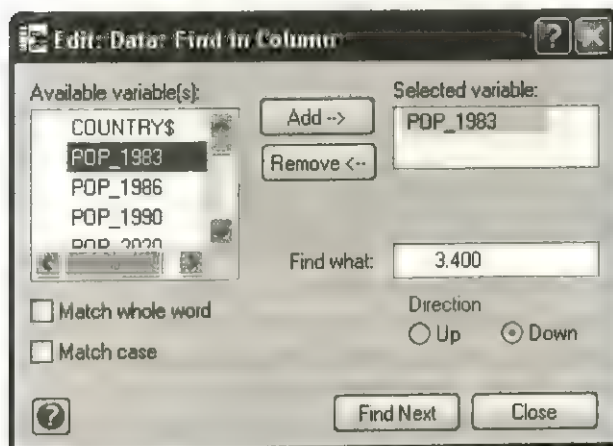 Edit: Data: Find in Column
Available variable(s):
COUNTRY$
POP_1983
POP_1986
POP_1990
POP_2020
Add -->
Remove <--
Selected variable:
POP_1983
Find what: 3.400
Match whole word
Match case
Direction
Up Down
Find Next Close